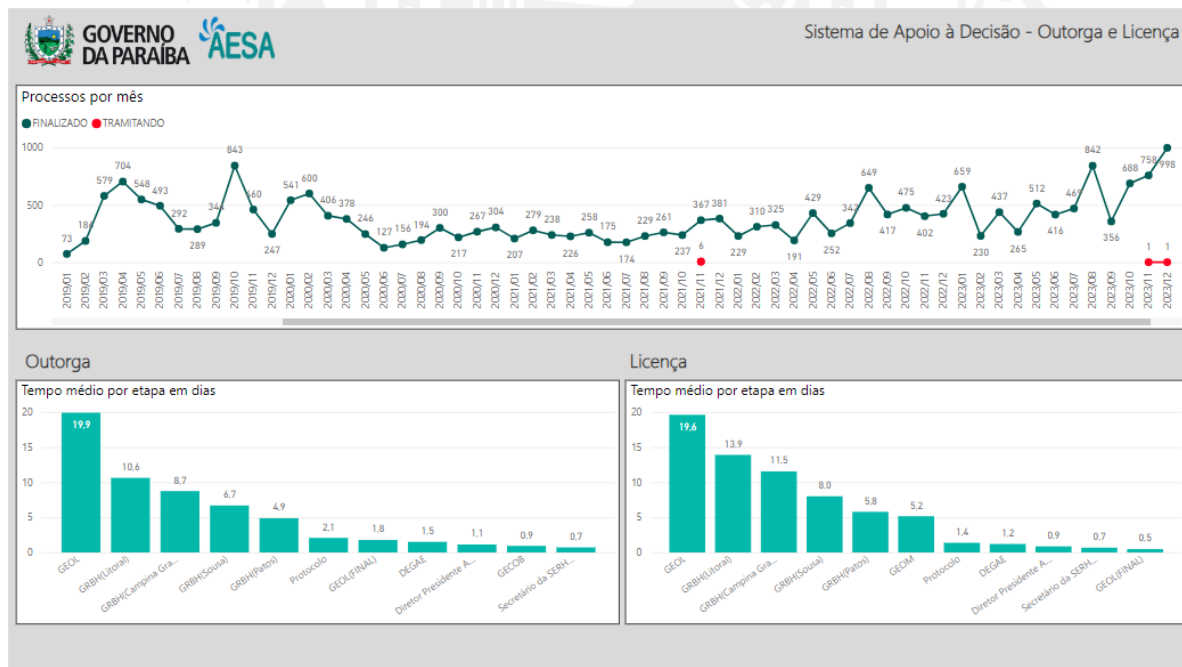 GOVERNO
DA PARAÍBA
AESA
Sistema de Apoio à Decisão - Outorga e Licença
Processos por mês
FINALIZADO TRAMITANDO
1000
500
0
73 184 579 704 548 493 292 289 344 843 460 247 541 600 406 378 246 127 156 194 300 217 267 304 207 279 238 226 258 175 174 229 261 237 367 381 229 310 325 191 429 252 343 649 417 475 402 423 659 230 437 265 512 416 469 842 356 688 758 998
6 1 1
2019/01 2019/02 2019/03 2019/04 2019/05 2019/06 2019/07 2019/08 2019/09 2019/10 2019/11 2019/12 2020/01 2020/02 2020/03 2020/04 2020/05 2020/06 2020/07 2020/08 2020/09 2020/10 2020/11 2020/12 2021/01 2021/02 2021/03 2021/04 2021/05 2021/06 2021/07 2021/08 2021/09 2021/10 2021/11 2021/12 2022/01 2022/02 2022/03 2022/04 2022/05 2022/06 2022/07 2022/08 2022/09 2022/10 2022/11 2022/12 2023/01 2023/02 2023/03 2023/04 2023/05 2023/06 2023/07 2023/08 2023/09 2023/10 2023/11 2023/12
Outorga
Tempo médio por etapa em dias
20
15
10
5
0
19,9 10,6 8,7 6,7 4,9 2,1 1,8 1,5 1,1 0,9 0,7
GEOL GRBH(Litoral) GRBH(Campina Gra... GRBH(Sousa) GRBH(Patos) Protocolo GEOL(FINAL) DEGAE Diretor Presidente A... GECOB Secretário da SERH...
Licença
Tempo médio por etapa em dias
20
15
10
5
0
19,6 13,9 11,5 8,0 5,8 5,2 1,4 1,2 0,9 0,7 0,5
GEOL GRBH(Litoral) GRBH(Campina Gra... GRBH(Sousa) GRBH(Patos) GEOM Protocolo DEGAE Diretor Presidente A... Secretário da SERH... GEOL(FINAL)